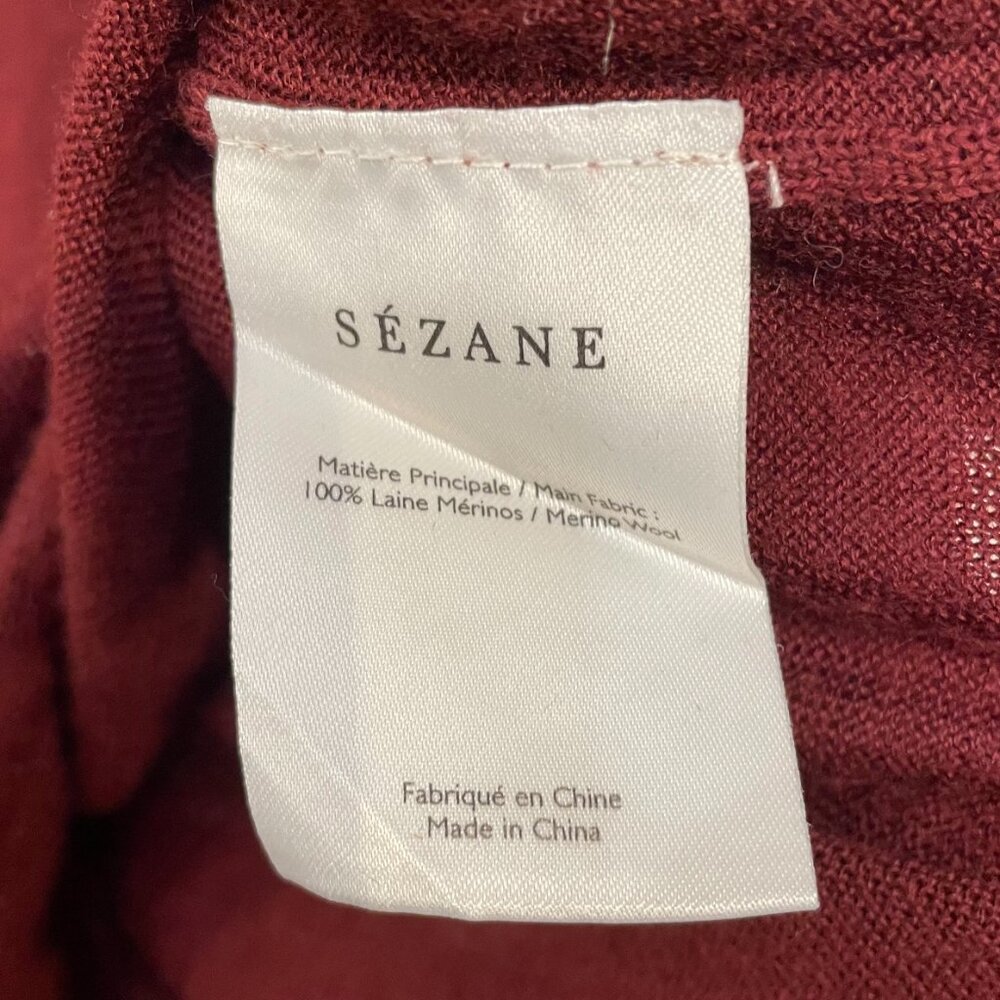 SÉZANE
Matière Principale / Main Fabric :
100% Laine Mérinos / Merino Wool
Fabriqué en Chine
Made in China